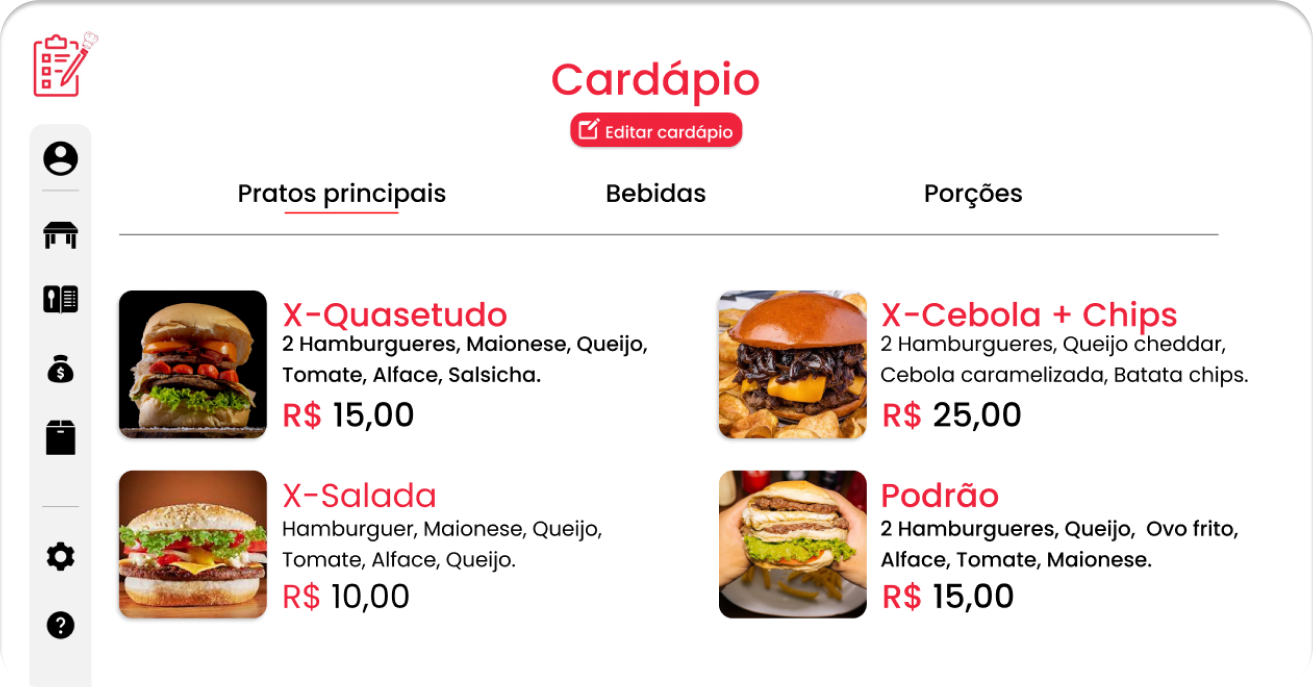 Cardápio
Editar cardápio
Pratos principais
Bebidas
Porções
X-Quasetudo
2 Hamburgueres, Maionese, Queijo,
Tomate, Alface, Salsicha.
R$ 15,00
X-Cebola + Chips
2 Hamburgueres, Queijo cheddar,
Cebola caramelizada, Batata chips.
R$ 25,00
X-Salada
Hamburguer, Maionese, Queijo,
Tomate, Alface, Queijo.
R$ 10,00
Podrão
2 Hamburgueres, Queijo,  Ovo frito,
Alface, Tomate, Maionese.
R$ 15,00